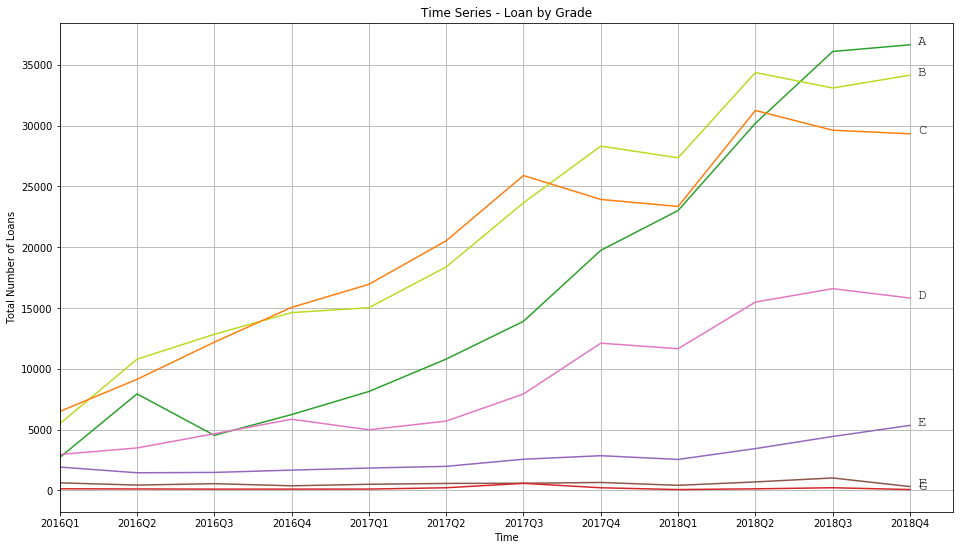 Time Series - Loan by Grade
Total Number of Loans
35000
30000
25000
20000
15000
10000
5000
0
A
B
C
D
E
F
G
2016Q1 2016Q2 2016Q3 2016Q4 2017Q1 2017Q2 2017Q3 2017Q4 2018Q1 2018Q2 2018Q3 2018Q4
Time